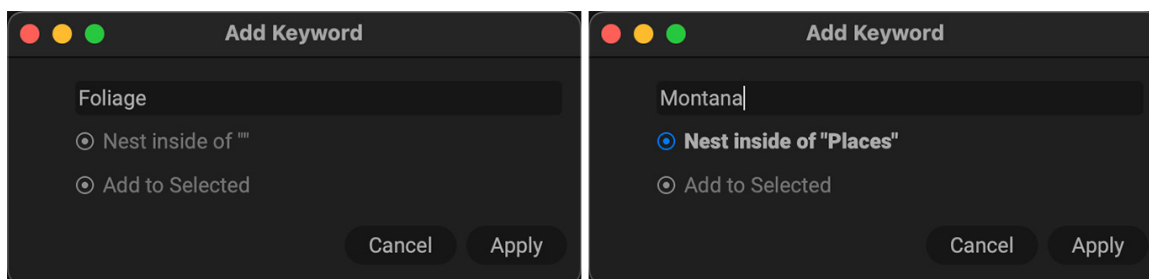 Add Keyword
Foliage
Nest inside of ""
Add to Selected
Cancel Apply
Add Keyword
Montana
Nest inside of "Places"
Add to Selected
Cancel Apply